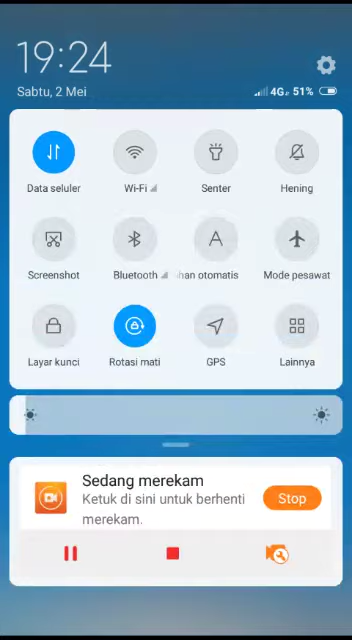 19:24
Sabtu, 2 Mei
4G 51%
Data seluler
Wi-Fi
Senter
Hening
Screenshot
Bluetooth
otomatis
Mode pesawat
Layar kunci
Rotasi mati
GPS
Lainnya
Sedang merekam
Ketuk di sini untuk berhenti
merekam.
Stop